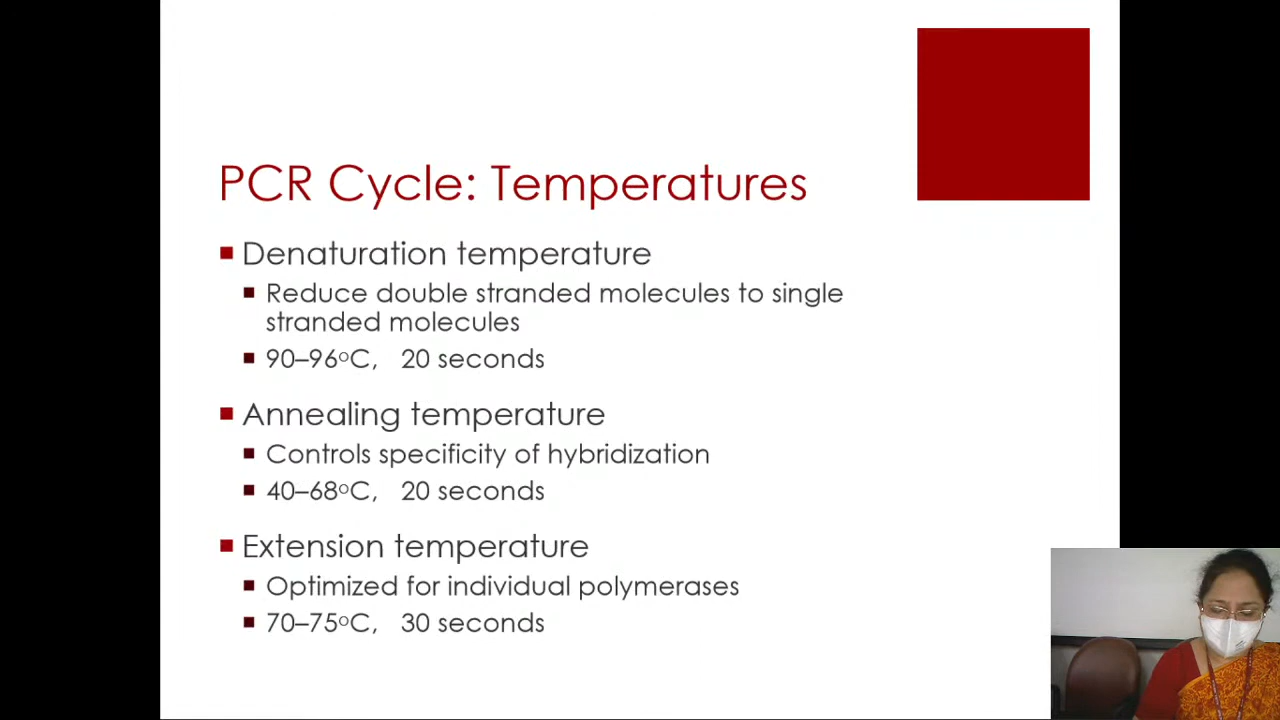 PCR Cycle: Temperatures
Denaturation temperature
Reduce double stranded molecules to single
stranded molecules
90–96°C, 20 seconds
Annealing temperature
Controls specificity of hybridization
40–68°C, 20 seconds
Extension temperature
Optimized for individual polymerases
70–75°C, 30 seconds